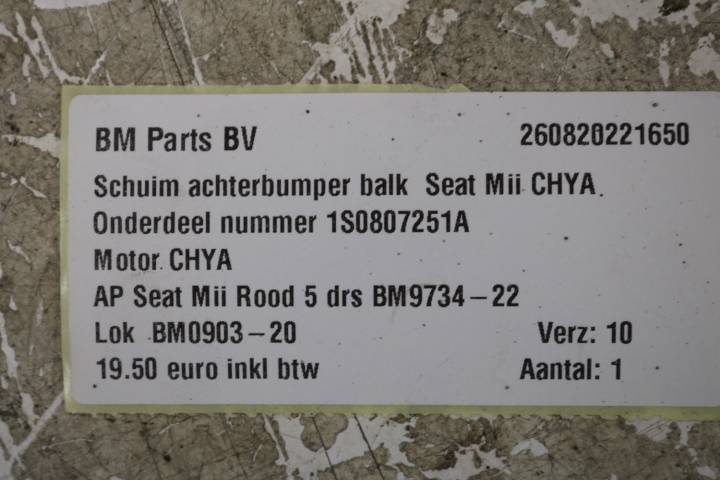 BM Parts BV 260820221650
Schuim achterbumper balk Seat Mii CHYA.
Onderdeel nummer 1S0807251A
Motor CHYA
AP Seat Mii Rood 5 drs BM9734-22
Lok BM0903-20 Verz: 10
19.50 euro inkl btw Aantal: 1